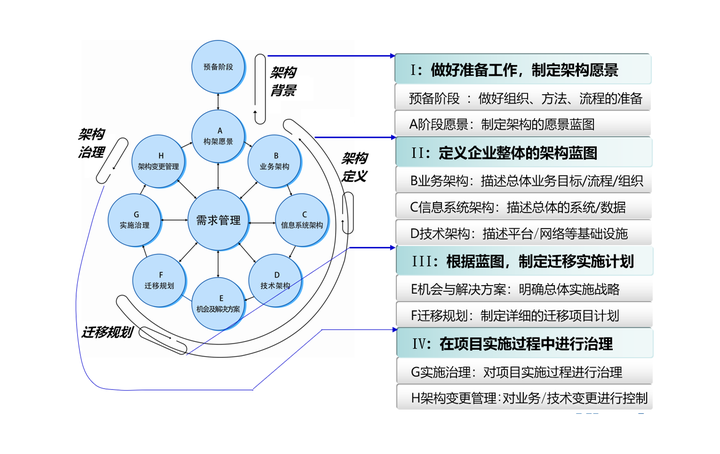 预备阶段
架构
背景
A
构架愿景
B
业务架构
C
信息系统架构
D
技术架构
E
机会及解决方案
F
迁移规划
G
实施治理
H
架构变更管理
需求管理
架构
治理
架构
定义
迁移规划
I：做好准备工作，制定架构愿景
预备阶段 ：做好组织、方法、流程的准备
A阶段愿景：制定架构的愿景蓝图
II：定义企业整体的架构蓝图
B业务架构：描述总体业务目标/流程/组织
C信息系统架构：描述总体的系统/数据
D技术架构：描述平台/网络等基础设施
III：根据蓝图，制定迁移实施计划
E机会与解决方案：明确总体实施战略
F迁移规划：制定详细的迁移项目计划
IV：在项目实施过程中进行治理
G实施治理：对项目实施过程进行治理
H架构变更管理:对业务/技术变更进行控制